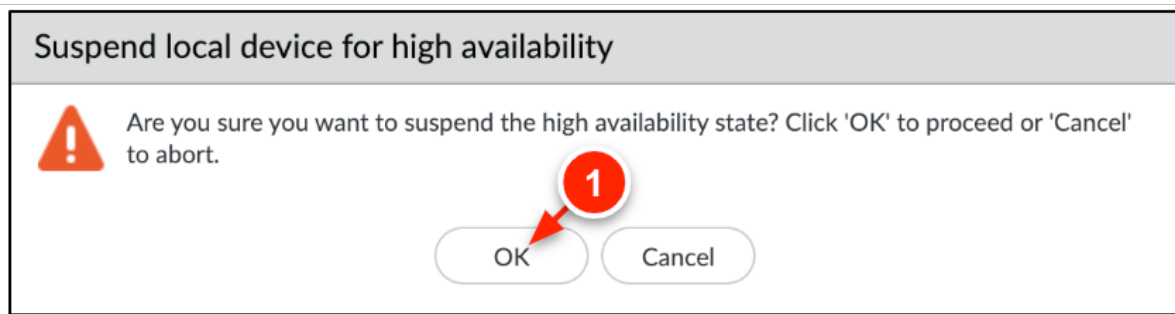 Suspend local device for high availability
Are you sure you want to suspend the high availability state? Click 'OK' to proceed or 'Cancel'
to abort.
1
OK
Cancel